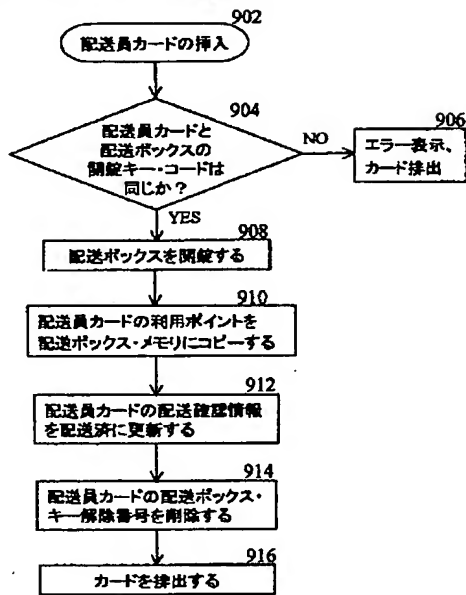 902
配送員カードの挿入
904
配送員カードと
配送ボックスの
開錠キー・コードは
同じか?
NO
906
エラー表示、
カード排出
YES
908
配送ボックスを開錠する
910
配送員カードの利用ポイントを
配送ボックス・メモリにコピーする
912
配送員カードの配送確認情報
を配送済に更新する
914
配送員カードの配送ボックス・
キー解除番号を削除する
916
カードを排出する